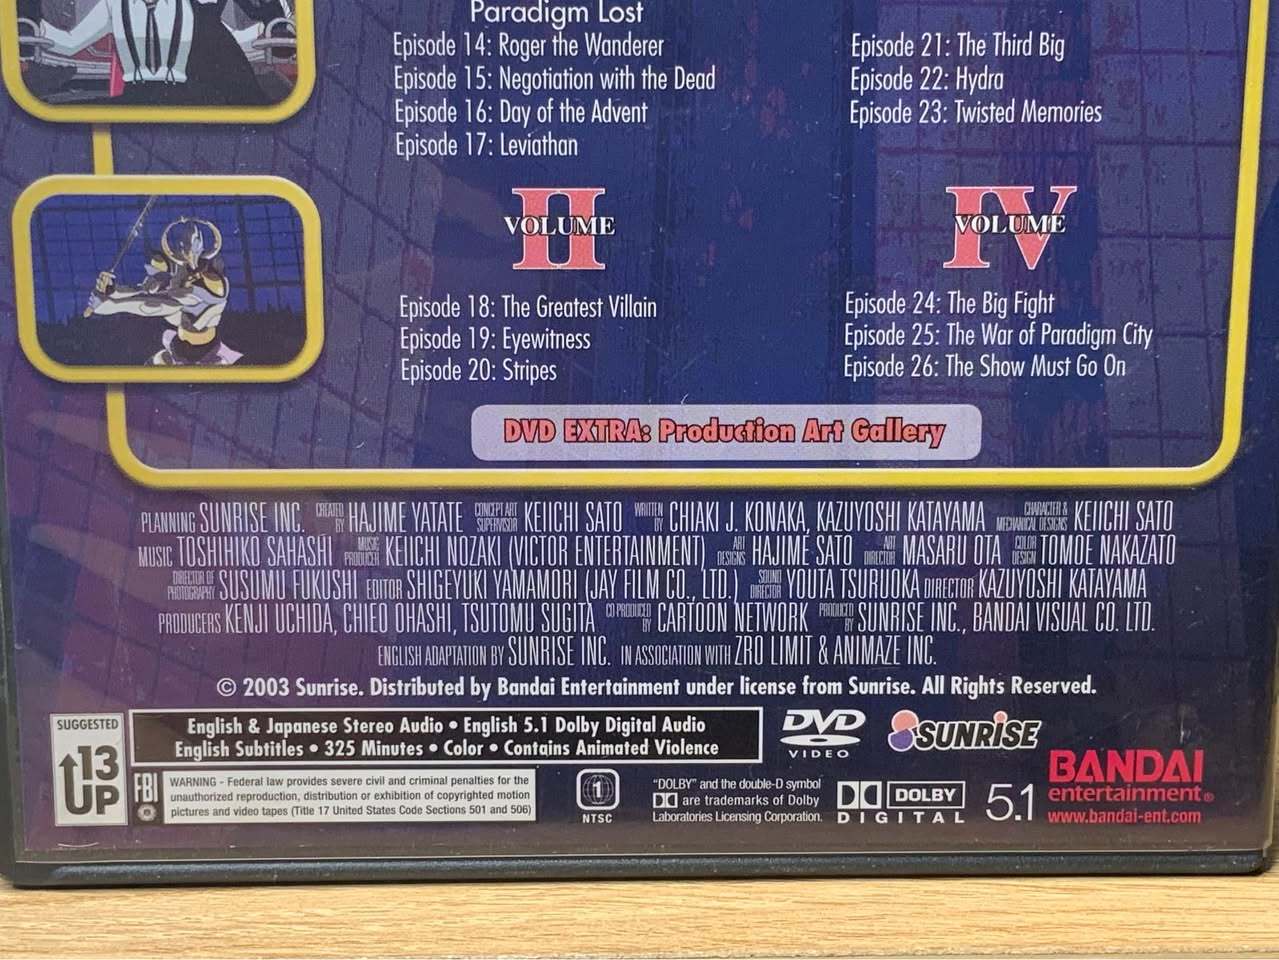 Paradigm Lost
Episode 14: Roger the Wanderer
Episode 15: Negotiation with the Dead
Episode 16: Day of the Advent
Episode 17: Leviathan
Episode 21: The Third Big
Episode 22: Hydra
Episode 23: Twisted Memories
VOLUME II
Episode 18: The Greatest Villain
Episode 19: Eyewitness
Episode 20: Stripes
VOLUME IV
Episode 24: The Big Fight
Episode 25: The War of Paradigm City
Episode 26: The Show Must Go On
DVD EXTRA: Production Art Gallery
PLANNING SUNRISE INC. CREATED BY HAJIME YATATE CONCEPT ART SUPERVISOR KEIICHI SATO WRITTEN BY CHIAKI J. KONAKA, KAZUYOSHI KATAYAMA CHARACTER & MECHANICAL DESIGNS KEIICHI SATO
MUSIC TOSHIHIKO SAHASHI MUSIC PRODUCER KEIICHI NOZAKI (VICTOR ENTERTAINMENT) ART DESIGNS HAJIME SATO ART DIRECTOR MASARU OTA COLOR DESIGN TOMOE NAKAZATO
DIRECTOR OF PHOTOGRAPHY SUSUMU FUKUSHI EDITOR SHIGEYUKI YAMAMORI (JAY FILM CO., LTD.) SOUND DIRECTOR YOUTA TSURUOKA DIRECTOR KAZUYOSHI KATAYAMA
PRODUCERS KENJI UCHIDA, CHIEO OHASHI, TSUTOMU SUGITA CO PRODUCED BY CARTOON NETWORK PRODUCED BY SUNRISE INC., BANDAI VISUAL CO. LTD.
ENGLISH ADAPTATION BY SUNRISE INC. IN ASSOCIATION WITH ZRO LIMIT & ANIMAZE INC.
© 2003 Sunrise. Distributed by Bandai Entertainment under license from Sunrise. All Rights Reserved.
SUGGESTED
13
UP
English & Japanese Stereo Audio • English 5.1 Dolby Digital Audio
English Subtitles • 325 Minutes • Color • Contains Animated Violence
FBI
WARNING - Federal law provides severe civil and criminal penalties for the
unauthorized reproduction, distribution or exhibition of copyrighted motion
pictures and video tapes (Title 17 United States Code Sections 501 and 506)
1
NTSC
DVD
VIDEO
SUNRISE
"DOLBY" and the double-D symbol
are trademarks of Dolby
Laboratories Licensing Corporation.
DOLBY
DIGITAL
5.1
BANDAI
entertainment®
www.bandai-ent.com